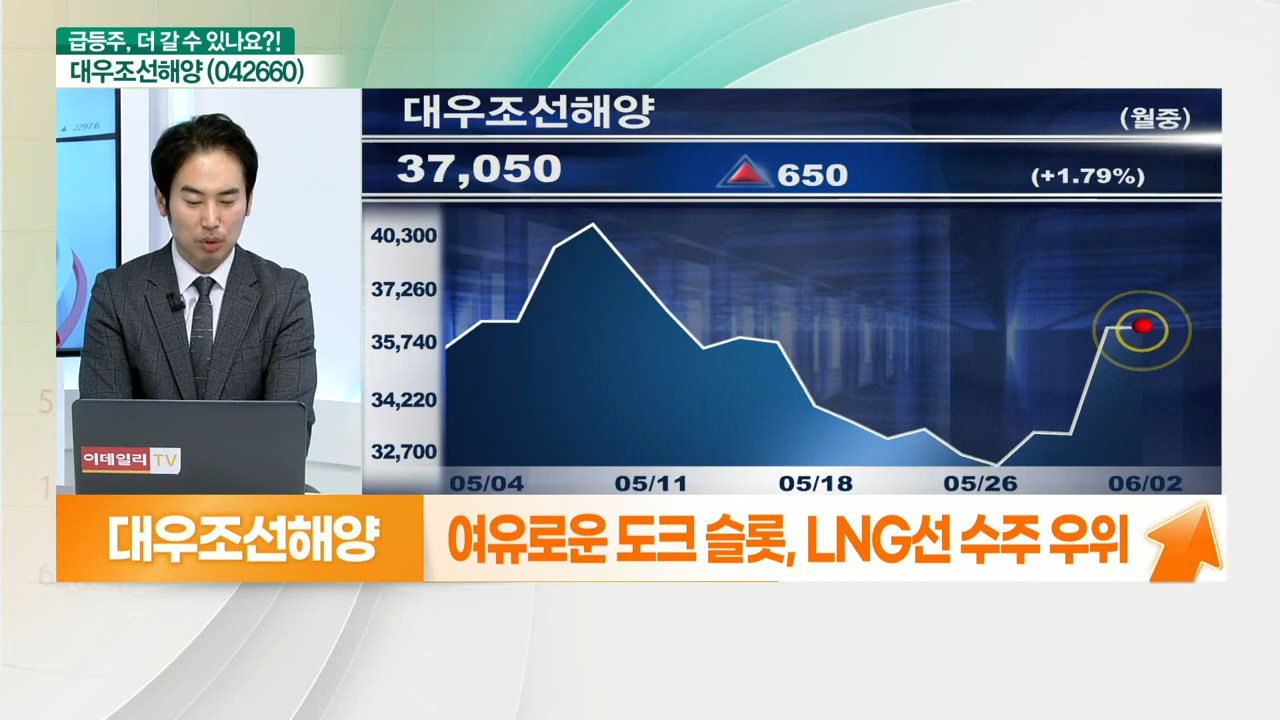 급등주, 더 갈 수 있나요?!
대우조선해양 (042660)
▲ 2297.6
대우조선해양
(월중)
37,050
650
(+1.79%)
40,300
37,260
35,740
34,220
32,700
05/04
05/11
05/18
05/26
06/02
이데일리 TV
대우조선해양
여유로운 도크 슬롯, LNG선 수주 우위